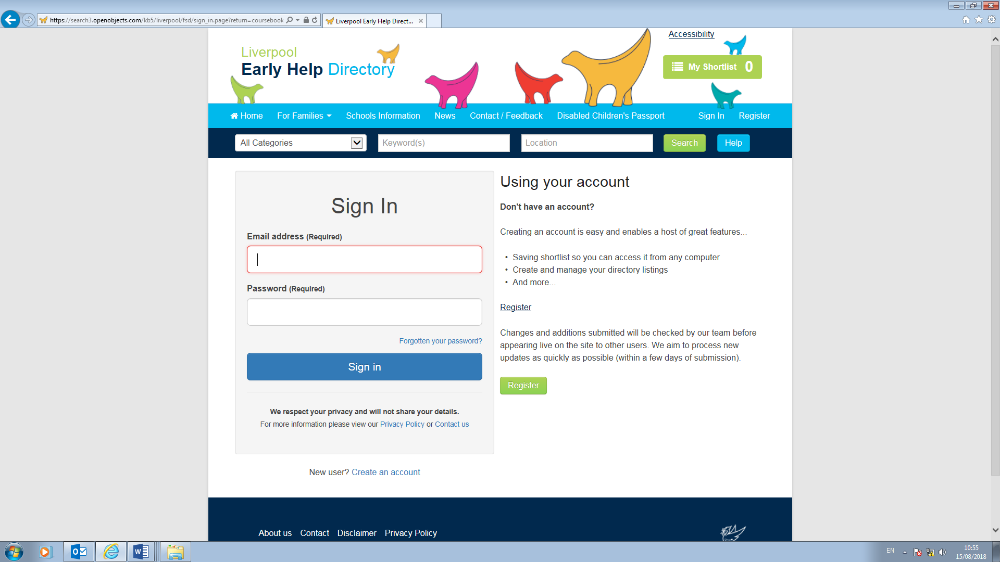 https://search3.openobjects.com/kb5/liverpool/fsd/sign_in.page?return=coursebook
Liverpool Early Help Direct...
Accessibility
Liverpool
Early Help Directory
My Shortlist 0
Home For Families Schools Information News Contact / Feedback Disabled Children's Passport Sign In Register
All Categories Keyword(s) Location Search Help
Sign In
Email address (Required)
Password (Required)
Forgotten your password?
Sign in
We respect your privacy and will not share your details.
For more information please view our Privacy Policy or Contact us
New user? Create an account
Using your account
Don't have an account?
Creating an account is easy and enables a host of great features...
• Saving shortlist so you can access it from any computer
• Create and manage your directory listings
• And more...
Register
Changes and additions submitted will be checked by our team before
appearing live on the site to other users. We aim to process new
updates as quickly as possible (within a few days of submission).
Register
About us Contact Disclaimer Privacy Policy
EN
10:55
15/08/2018